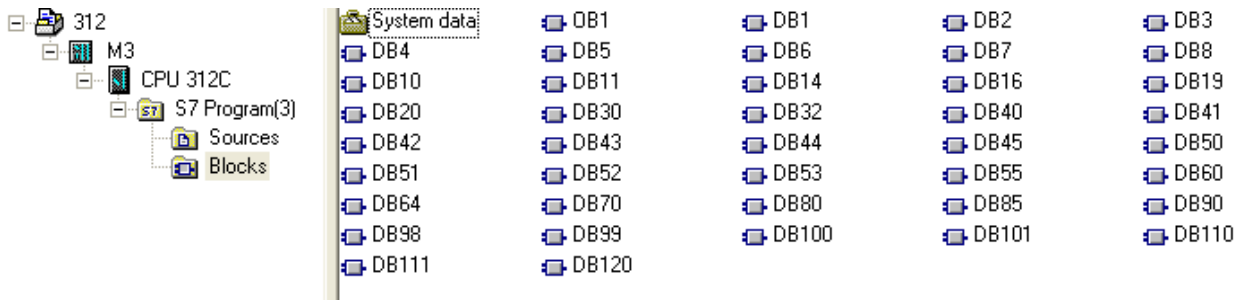 312
M3
CPU 312C
S7 Program(3)
Sources
Blocks
System data OB1 DB1 DB2 DB3
DB4 DB5 DB6 DB7 DB8
DB10 DB11 DB14 DB16 DB19
DB20 DB30 DB32 DB40 DB41
DB42 DB43 DB44 DB45 DB50
DB51 DB52 DB53 DB55 DB60
DB64 DB70 DB80 DB85 DB90
DB98 DB99 DB100 DB101 DB110
DB111 DB120